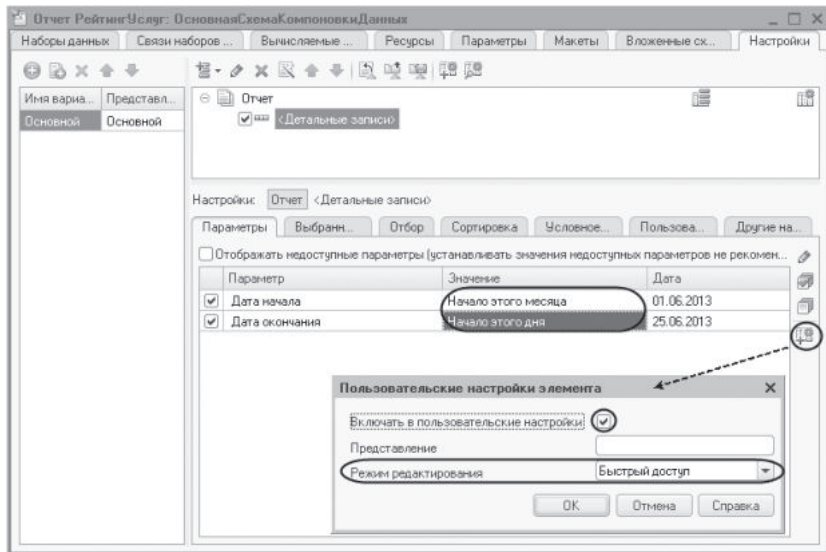 Отчет РейтингУслуг: ОсновнаяСхемаКомпоновкиДанных
Наборы данных Связи наборов ... Вычисляемые ... Ресурсы Параметры Макеты Вложенные сх... Настройки
Имя вариа... Представл...
Основной Основной
Отчет
<Детальные записи>
Настройки: Отчет <Детальные записи>
Параметры Выбранн... Отбор Сортировка Условное... Пользова... Другие на...
Отображать недоступные параметры (устанавливать значения недоступных параметров не рекомен...
Параметр Значение Дата
Дата начала Начало этого месяца 01.06.2013
Дата окончания Начало этого дня 25.06.2013
Пользовательские настройки элемента
Включать в пользовательские настройки
Представление
Режим редактирования Быстрый доступ
OK Отмена Справка